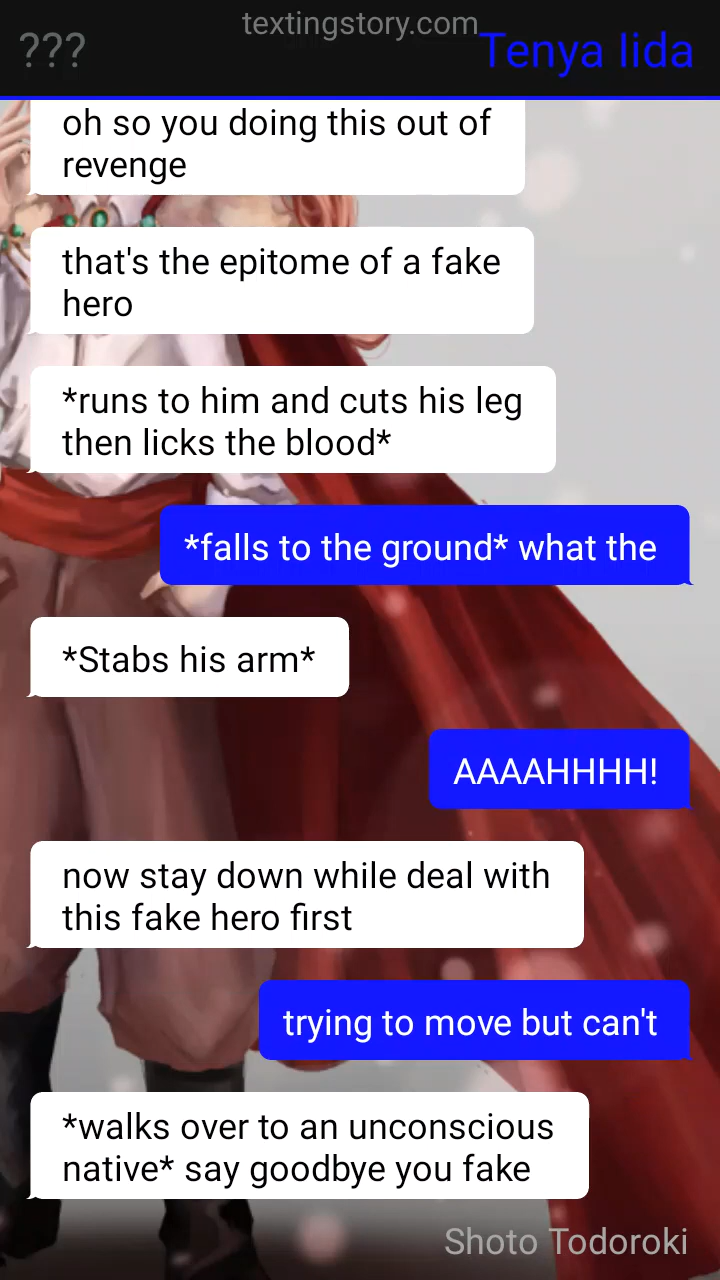 textingstory.com
???
Tenya Iida
oh so you doing this out of
revenge
that's the epitome of a fake
hero
*runs to him and cuts his leg
then licks the blood*
*falls to the ground* what the
*Stabs his arm*
AAAAHHHH!
now stay down while deal with
this fake hero first
trying to move but can't
*walks over to an unconscious
native* say goodbye you fake
Shoto Todoroki